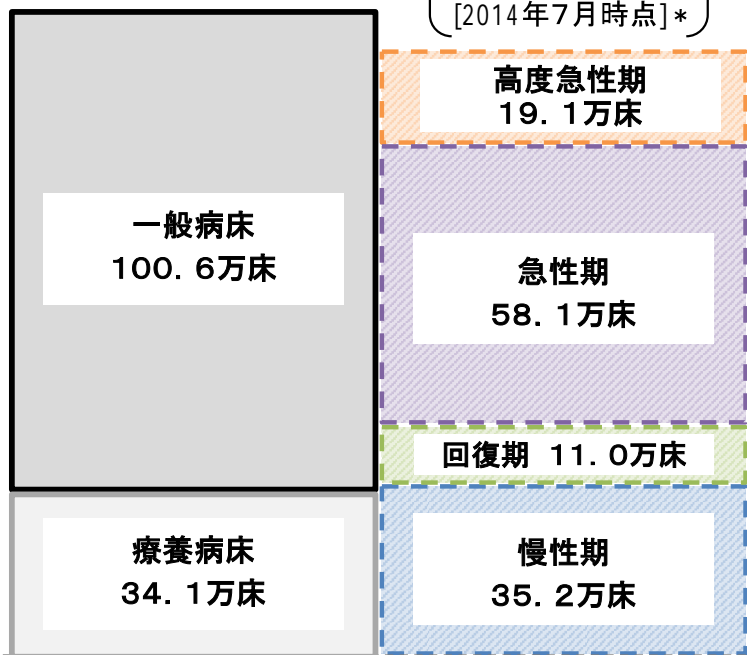 [2014年7月時点]*
高度急性期
19．1万床
一般病床
100．6万床
急性期
58．1万床
回復期 11．0万床
療養病床
34．1万床
慢性期
35．2万床